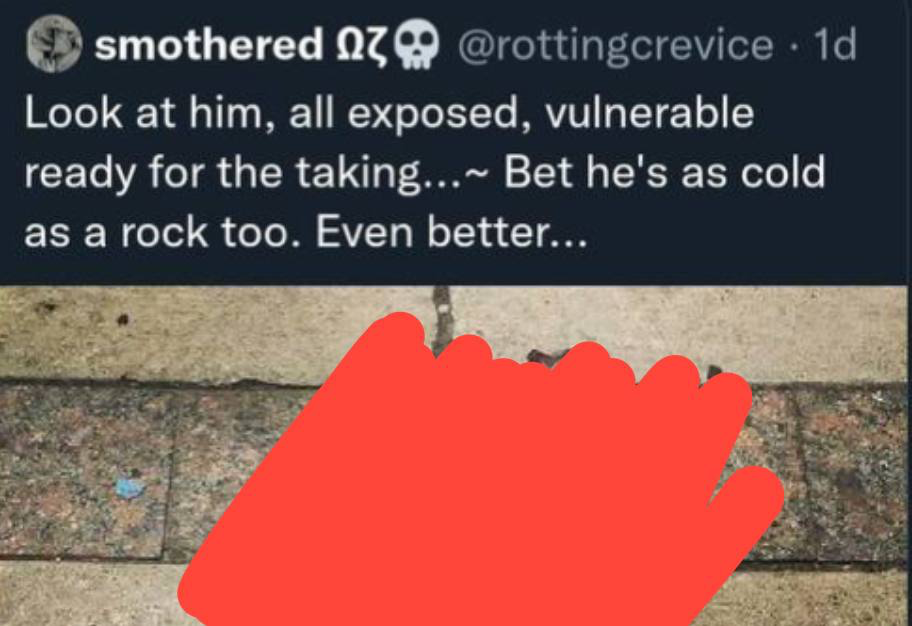 smothered Ωζ💀 @rottingcrevice · 1d
Look at him, all exposed, vulnerable
ready for the taking...~ Bet he's as cold
as a rock too. Even better...